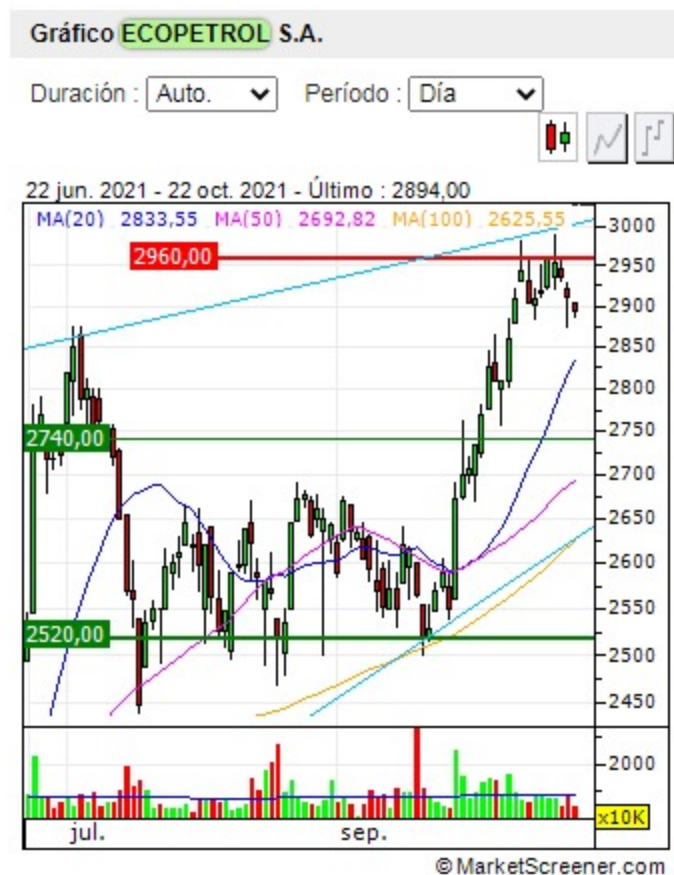 Gráfico ECOPETROL S.A.
Duración : Auto. Período : Día
22 jun. 2021 - 22 oct. 2021 - Último : 2894,00
MA(20) 2833,55 MA(50) 2692,82 MA(100) 2625,55
3000
2960,00
2950
2900
2850
2800
2750
2740,00
2700
2650
2600
2550
2520,00
2500
2450
2000
x10K
jul. sep.
©MarketScreener.com